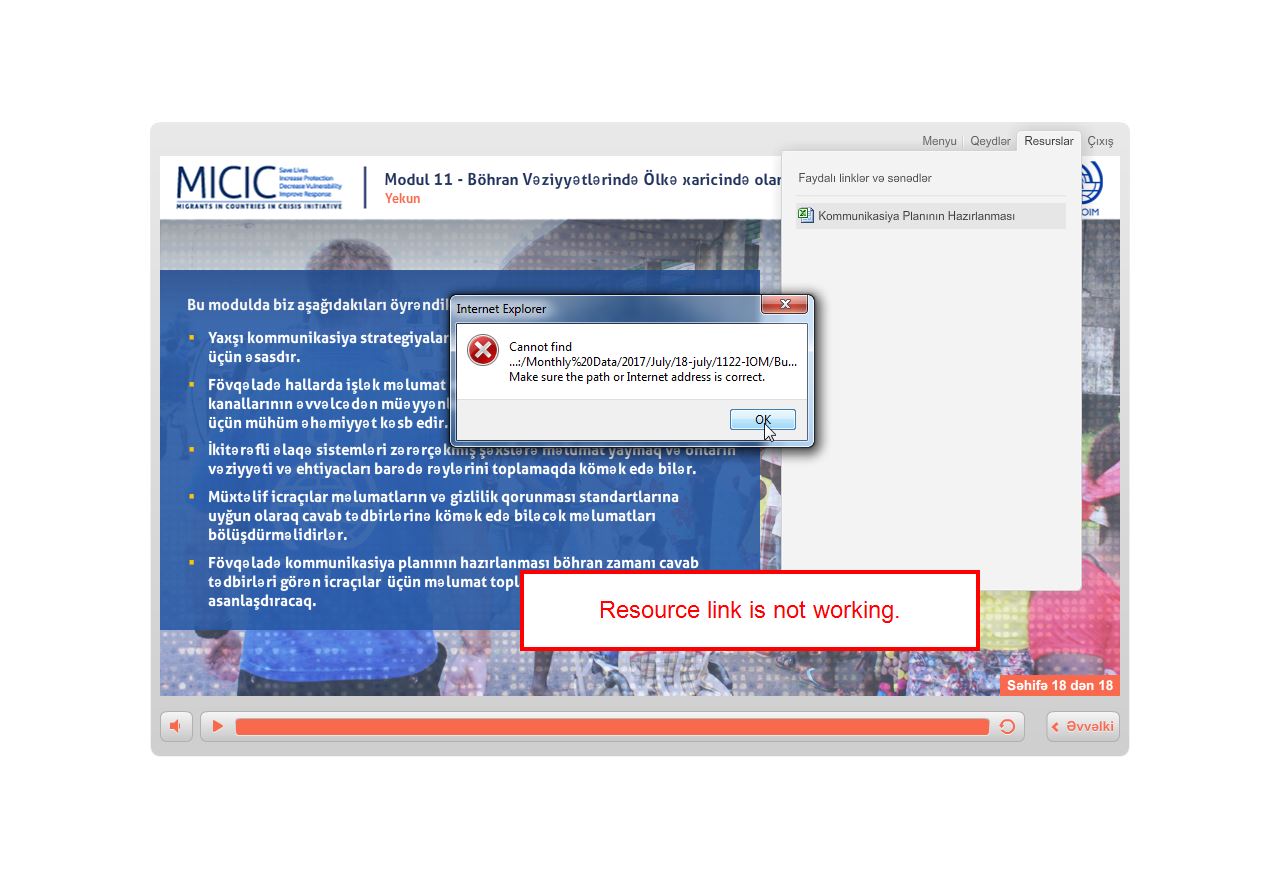 Menyu
Qeydlər
Resurslar
Çıxış
MICIC
Save Lives
Increase Protection
Decrease Vulnerability
Improve Response
MIGRANTS IN COUNTRIES IN CRISIS INITIATIVE
Modul 11 - Böhran Vəziyyətlərində Ölkə xaricində olan
Yekun
OIM
Faydalı linklər və sənədlər
Kommunikasiya Planının Hazırlanması
Bu modulda biz aşağıdakıları
Yaxşı kommunikasiya
üçün əsasdır.
Fövqəladə hallarda işlək məlumat
kanallarının əvvəlcədən
üçün mühüm əhəmiyyət kəsb edir.
İkitərəfli əlaqə sistemləri zərərçəkmiş şəxslərə məlumat yaymaq və onların
vəziyyəti və ehtiyacları barədə rəylərini toplamaqda kömək edə bilər.
Müxtəlif icraçılar məlumatların və gizlilik qorunması standartlarına
uyğun olaraq cavab tədbirlərinə kömək edə biləcək məlumatları
bölüşdürməlidirlər.
Fövqəladə kommunikasiya planının hazırlanması böhran zamanı cavab
tədbirləri görən icraçılar üçün məlumat
asanlaşdıracaq.
Internet Explorer
Cannot find
...:/Monthly%20Data/2017/July/18-july/1122-IOM/Bu...
Make sure the path or Internet address is correct.
OK
Resource link is not working.
Səhifə 18 dən 18
Əvvəlki